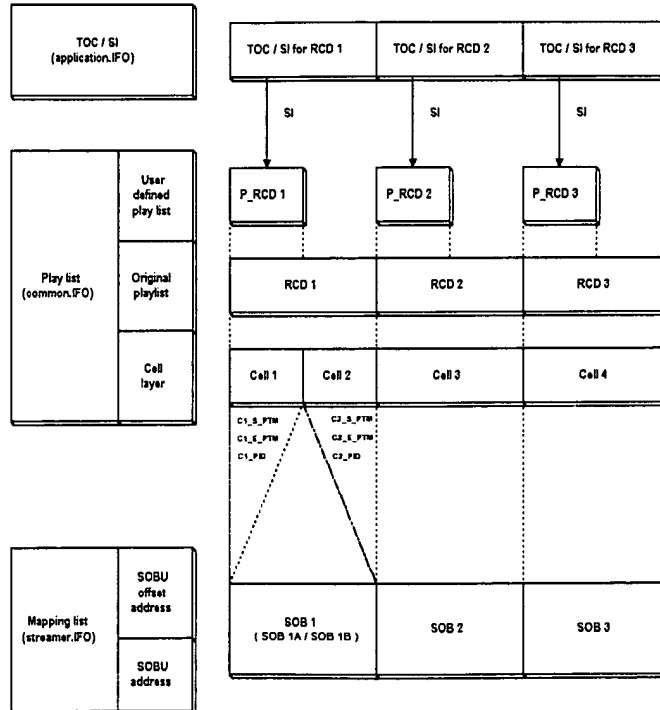 TOC / SI
(application.IFO)
TOC / SI for RCD 1
TOC / SI for RCD 2
TOC / SI for RCD 3
SI
SI
SI
User
defined
play list
P_RCD 1
P_RCD 2
P_RCD 3
Play list
(common.IFO)
Original
playlist
RCD 1
RCD 2
RCD 3
Cell
layer
Cell 1
Cell 2
Cell 3
Cell 4
C1_S_PTM
C1_E_PTM
C1_PID
C2_S_PTM
C2_E_PTM
C2_PID
Mapping list
(streamer.IFO)
SOBU
offset
address
SOBU
address
SOB 1
( SOB 1A / SOB 1B )
SOB 2
SOB 3